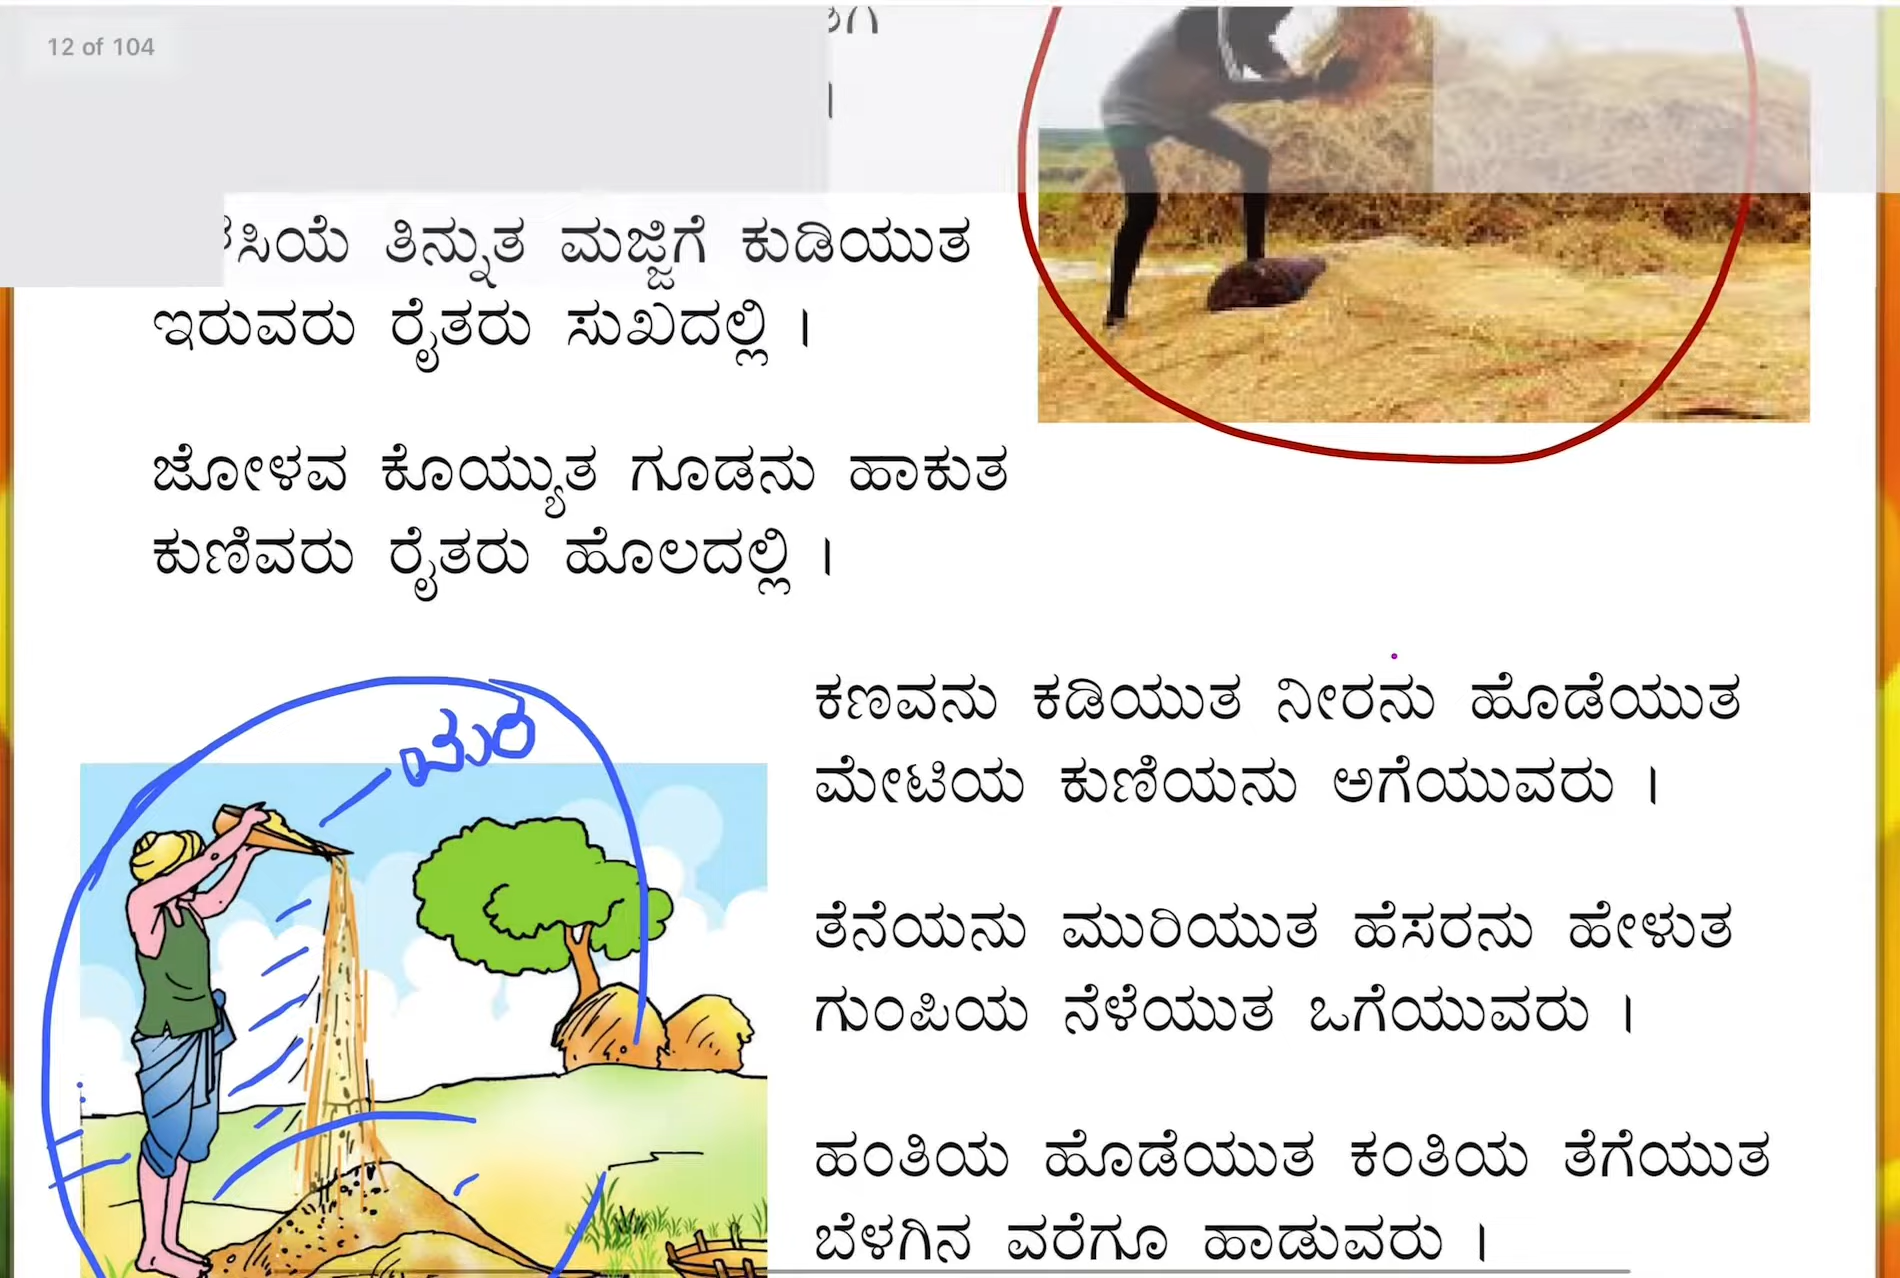 12 of 104
ತಿನ್ನುತ ಮಜ್ಜಿಗೆ ಕುಡಿಯುತ
ಇರುವರು ರೈತರು ಸುಖದಲ್ಲಿ ।
ಜೋಳವ ಕೊಯ್ಯುತ ಗೂಡನು ಹಾಕುತ
ಕುಣಿವರು ರೈತರು ಹೊಲದಲ್ಲಿ ।
ಮರ
ಕಣವನು ಕಡಿಯುತ ನೀರನು ಹೊಡೆಯುತ
ಮೇಟಿಯ ಕುಣಿಯನು ಅಗೆಯುವರು ।
ತೆನೆಯನು ಮುರಿಯುತ ಹೆಸರನು ಹೇಳುತ
ಗುಂಪಿಯ ನೆಳೆಯುತ ಒಗೆಯುವರು ।
ಹಂತಿಯ ಹೊಡೆಯುತ ಕಂತಿಯ ತೆಗೆಯುತ
ಬೆಳಗಿನ ವರೆಗೂ ಹಾಡುವರು ।